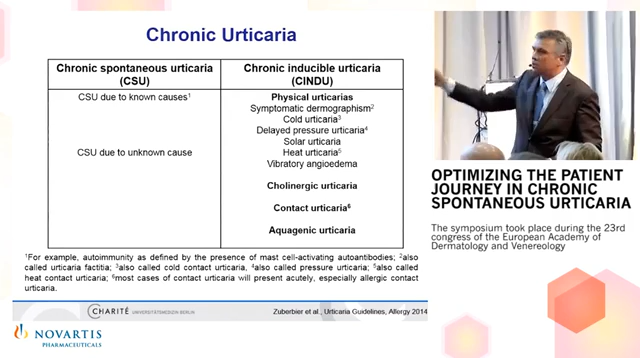 Chronic Urticaria
Chronic spontaneous urticaria
(CSU)
Chronic inducible urticaria
(CINDU)
CSU due to known causes¹
CSU due to unknown cause
Physical urticarias
Symptomatic dermographism²
Cold urticaria³
Delayed pressure urticaria⁴
Solar urticaria
Heat urticaria⁵
Vibratory angioedema
Cholinergic urticaria
Contact urticaria⁶
Aquagenic urticaria
¹For example, autoimmunity as defined by the presence of mast cell-activating autoantibodies; ²also
called urticaria factitia; ³also called cold contact urticaria, ⁴also called pressure urticaria; ⁵also called
heat contact urticaria; ⁶most cases of contact urticaria will present acutely, especially allergic contact
urticaria.
CHARITÉ UNIVERSITÄTSMEDIZIN BERLIN
Zuberbier et al., Urticaria Guidelines, Allergy 2014
NOVARTIS
PHARMACEUTICALS
OPTIMIZING THE PATIENT
JOURNEY IN CHRONIC
SPONTANEOUS URTICARIA
The symposium took place during the 23rd
congress of the European Academy of
Dermatology and Venereology